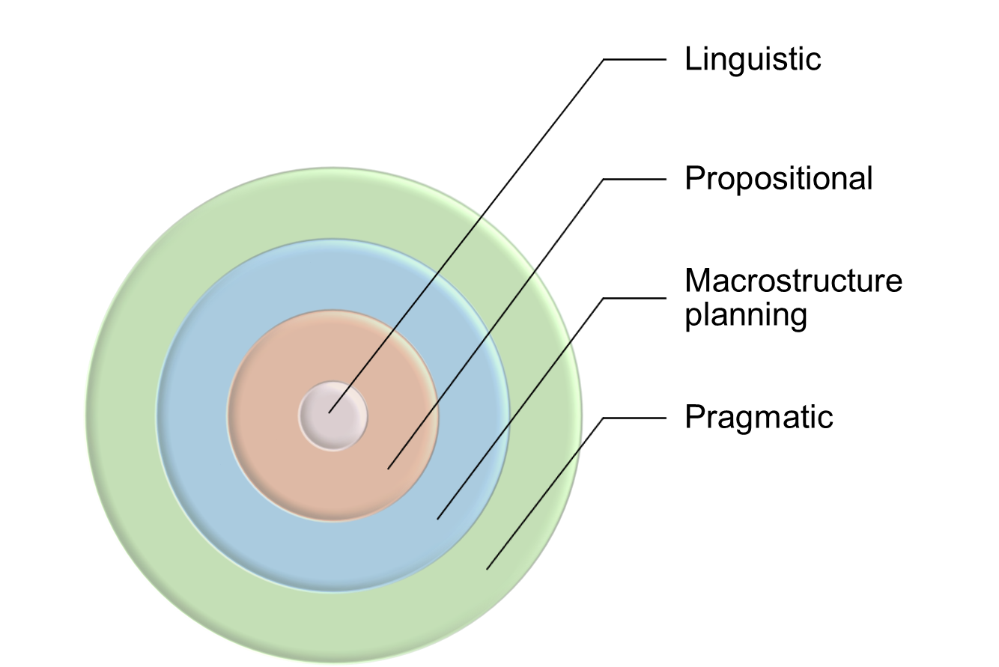 Linguistic
Propositional
Macrostructure
planning
Pragmatic